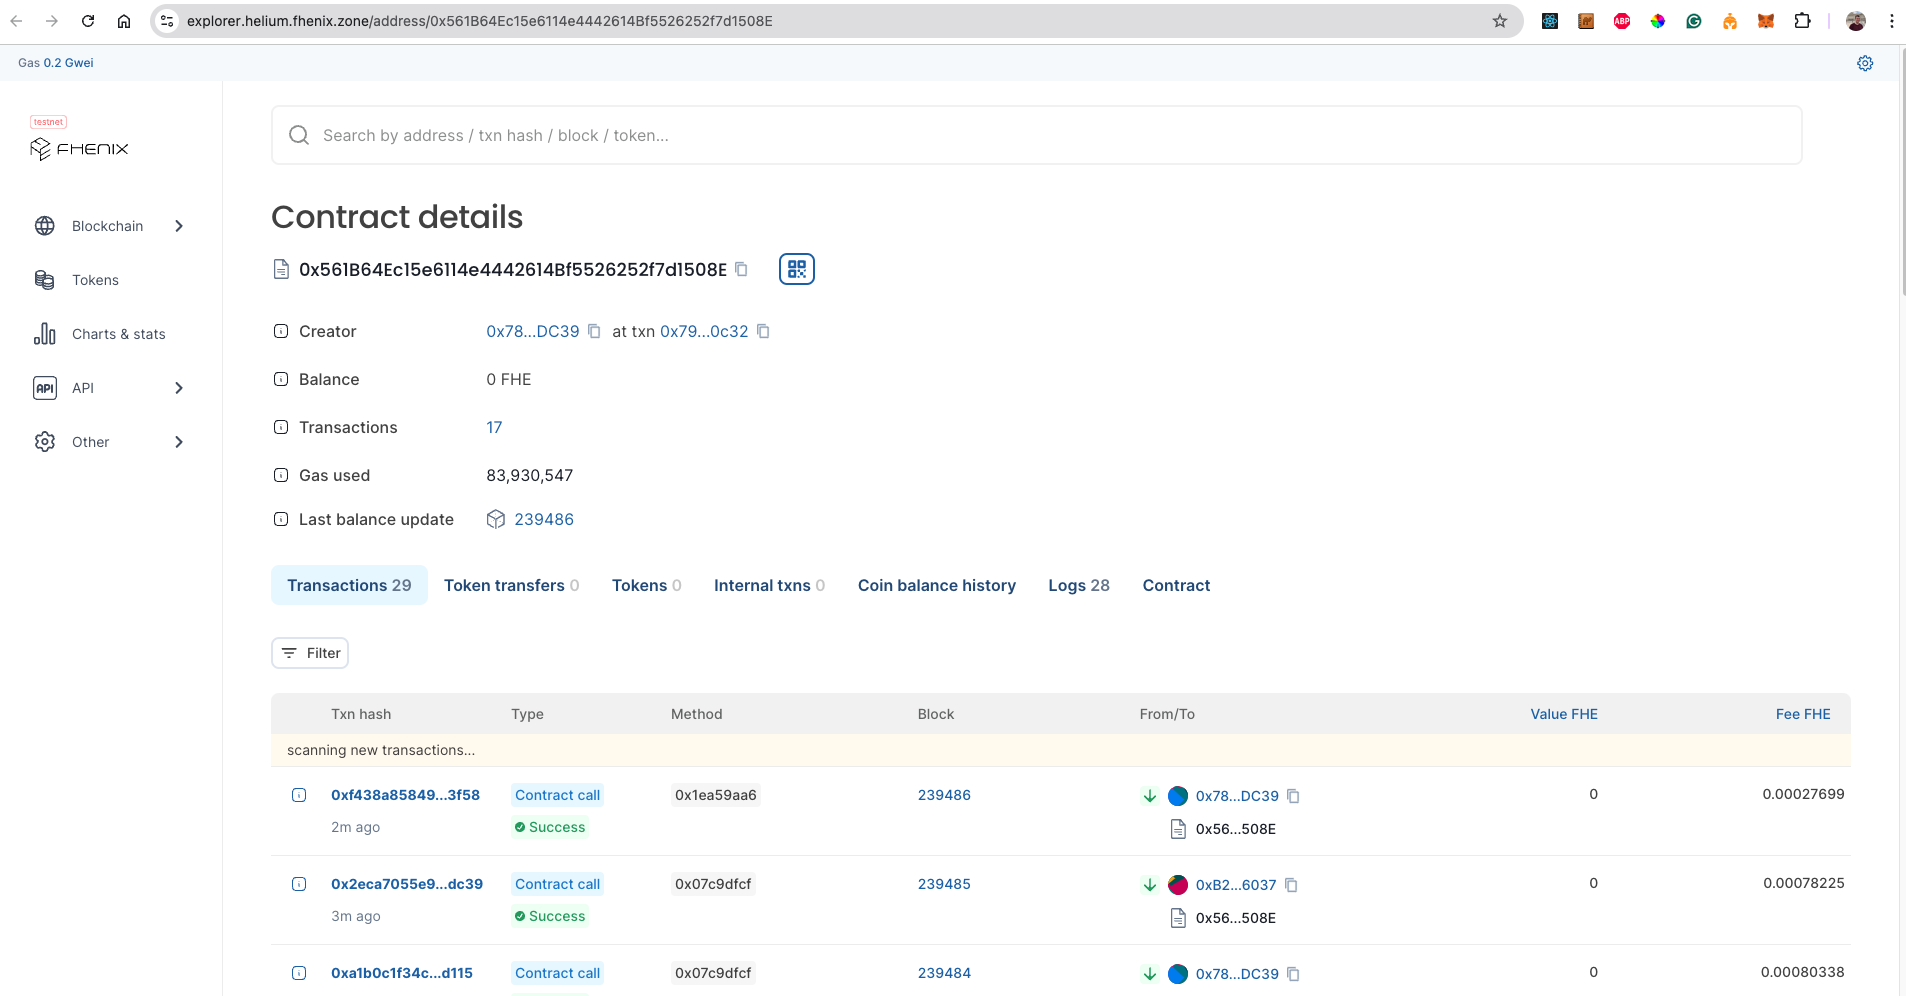 explorer.helium.fhenix.zone/address/0x561B64Ec15e6114e4442614Bf5526252f7d1508E
ABP
Gas 0.2 Gwei
testnet
FHENIX
Blockchain
Tokens
Charts & stats
API API
Other
Search by address / txn hash / block / token...
Contract details
0x561B64Ec15e6114e4442614Bf5526252f7d1508E
Creator 0x78...DC39 at txn 0x79...0c32
Balance 0 FHE
Transactions 17
Gas used 83,930,547
Last balance update 239486
Transactions 29 Token transfers 0 Tokens 0 Internal txns 0 Coin balance history Logs 28 Contract
Filter
Txn hash Type Method Block From/To Value FHE Fee FHE
scanning new transactions...
0xf438a85849...3f58 Contract call 0x1ea59aa6 239486 0x78...DC39 0 0.00027699
2m ago Success 0x56...508E
0x2eca7055e9...dc39 Contract call 0x07c9dfcf 239485 0xB2...6037 0 0.00078225
3m ago Success 0x56...508E
0xa1b0c1f34c...d115 Contract call 0x07c9dfcf 239484 0x78...DC39 0 0.00080338